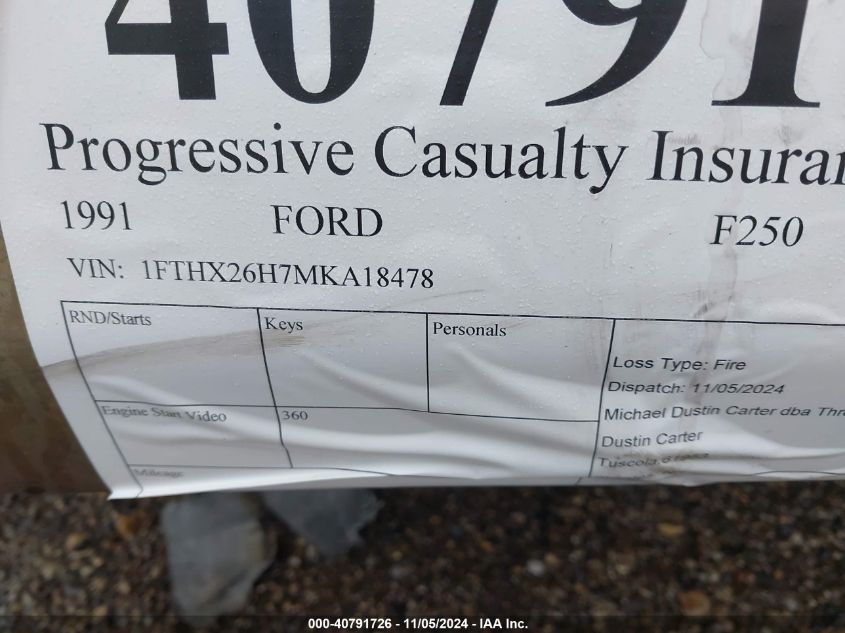 40791
Progressive Casualty Insuran
1991 FORD F250
VIN: 1FTHX26H7MKA18478
RND/Starts Keys Personals
Loss Type: Fire
Dispatch: 11/05/2024
Michael Dustin Carter dba Thr
Engine Start Video 360
Dustin Carter
Tuscola,
Mileage
000-40791726 - 11/05/2024 - IAA Inc.